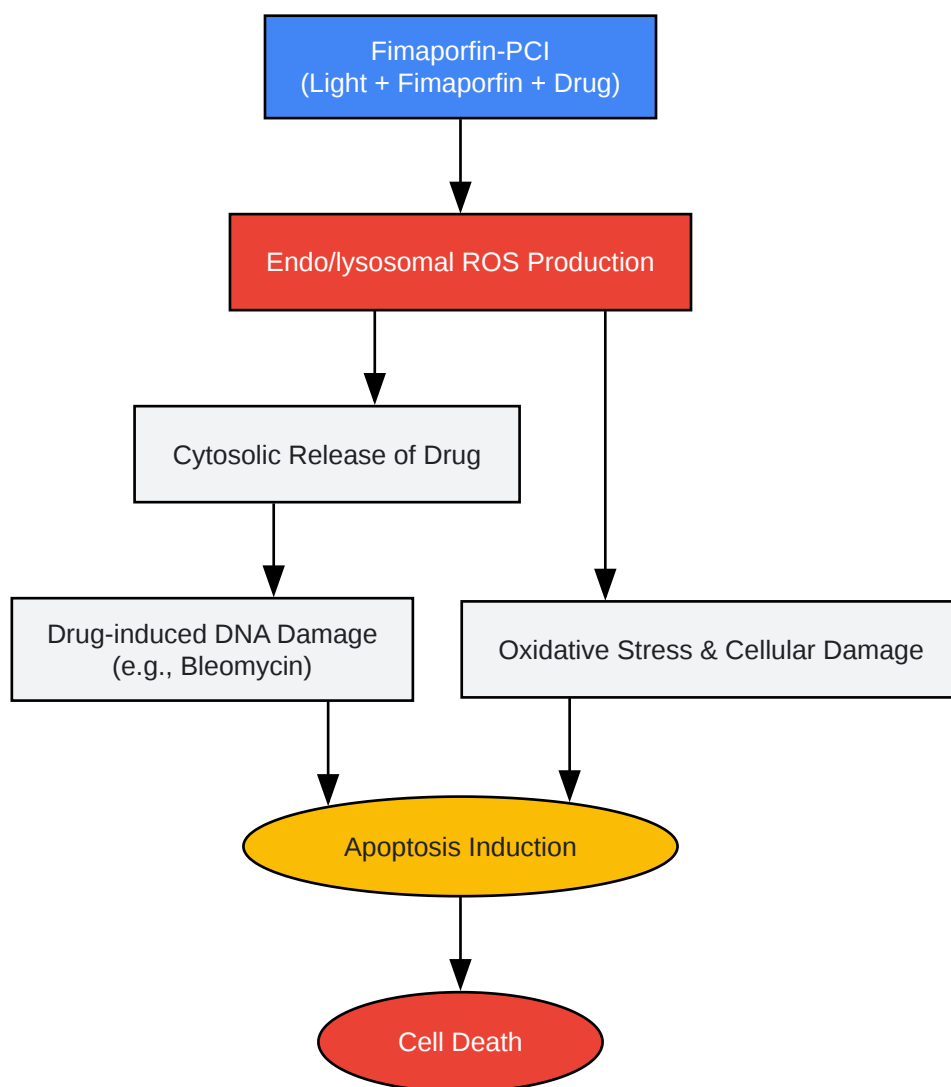 Fimaporfin-PCI
(Light + Fimaporfin + Drug)
Endo/lysosomal ROS Production
Cytosolic Release of Drug
Drug-induced DNA Damage
(e.g., Bleomycin)
Oxidative Stress & Cellular Damage
Apoptosis Induction
Cell Death